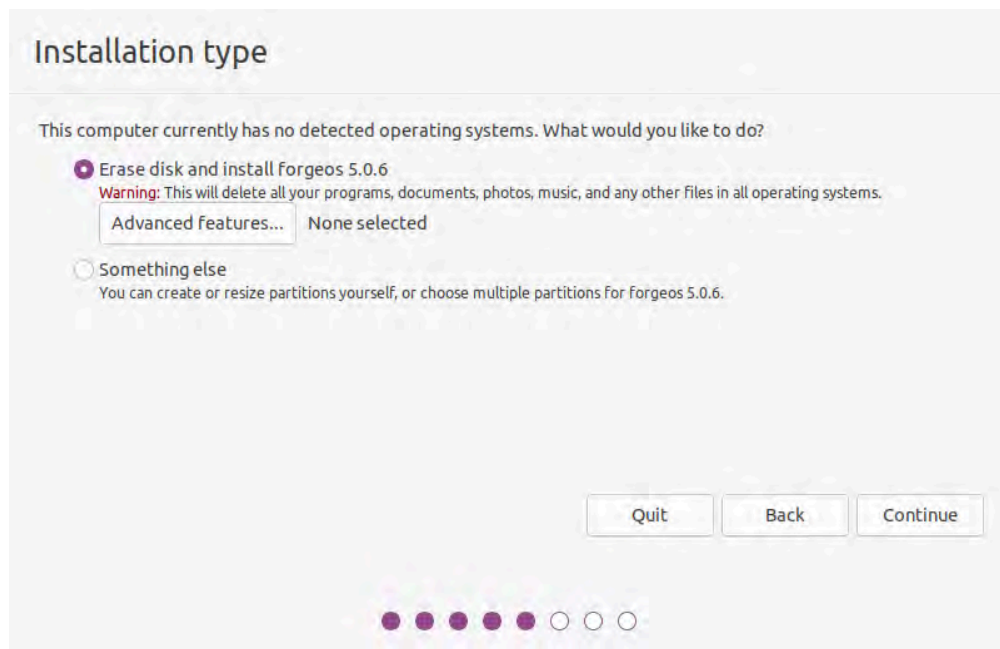 Installation type
This computer currently has no detected operating systems. What would you like to do?
Erase disk and install forgeos 5.0.6
Warning: This will delete all your programs, documents, photos, music, and any other files in all operating systems.
Advanced features... None selected
Something else
You can create or resize partitions yourself, or choose multiple partitions for forgeos 5.0.6.
Quit Back Continue